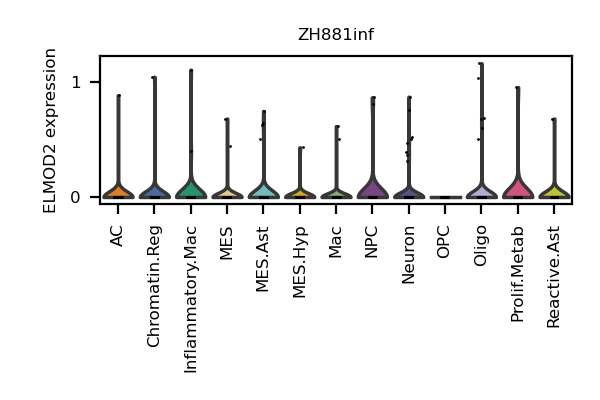 ZH881inf
ELMOD2 expression
1
0
AC
Chromatin.Reg
Inflammatory.Mac
MES
MES.Ast
MES.Hyp
Mac
NPC
Neuron
OPC
Oligo
Prolif.Metab
Reactive.Ast